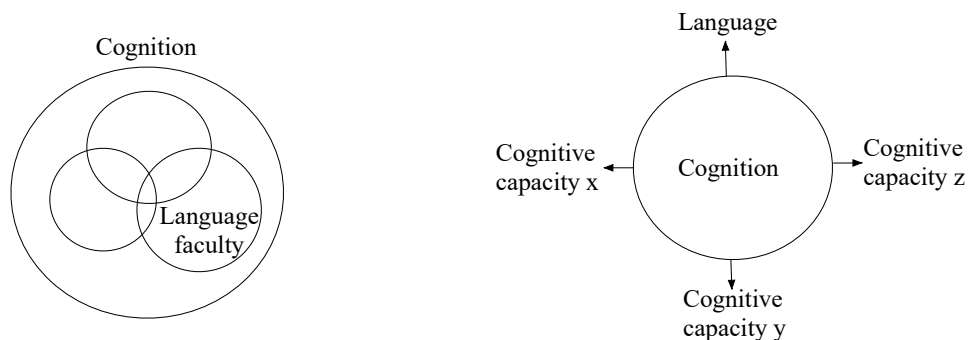 Cognition
Language
faculty
Language
Cognitive
capacity x
Cognition
Cognitive
capacity z
Cognitive
capacity y